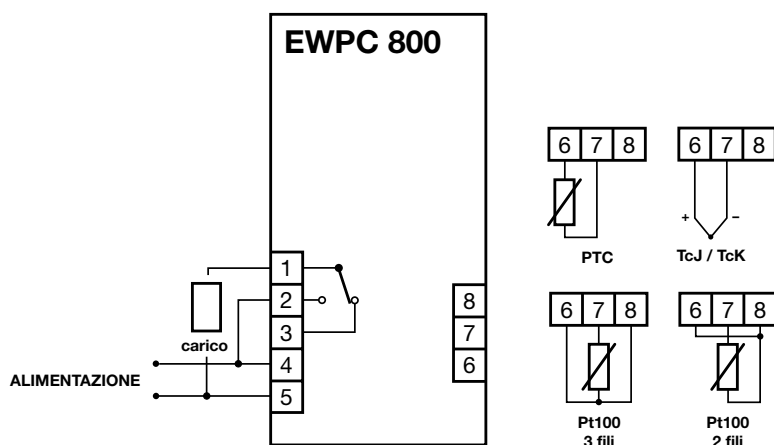 EWPC 800
1
2
3
4
5
8
7
6
carico
ALIMENTAZIONE
6 7 8
PTC
6 7 8
+ −
TcJ / TcK
6 7 8
Pt100
3 fili
6 7 8
Pt100
2 fili